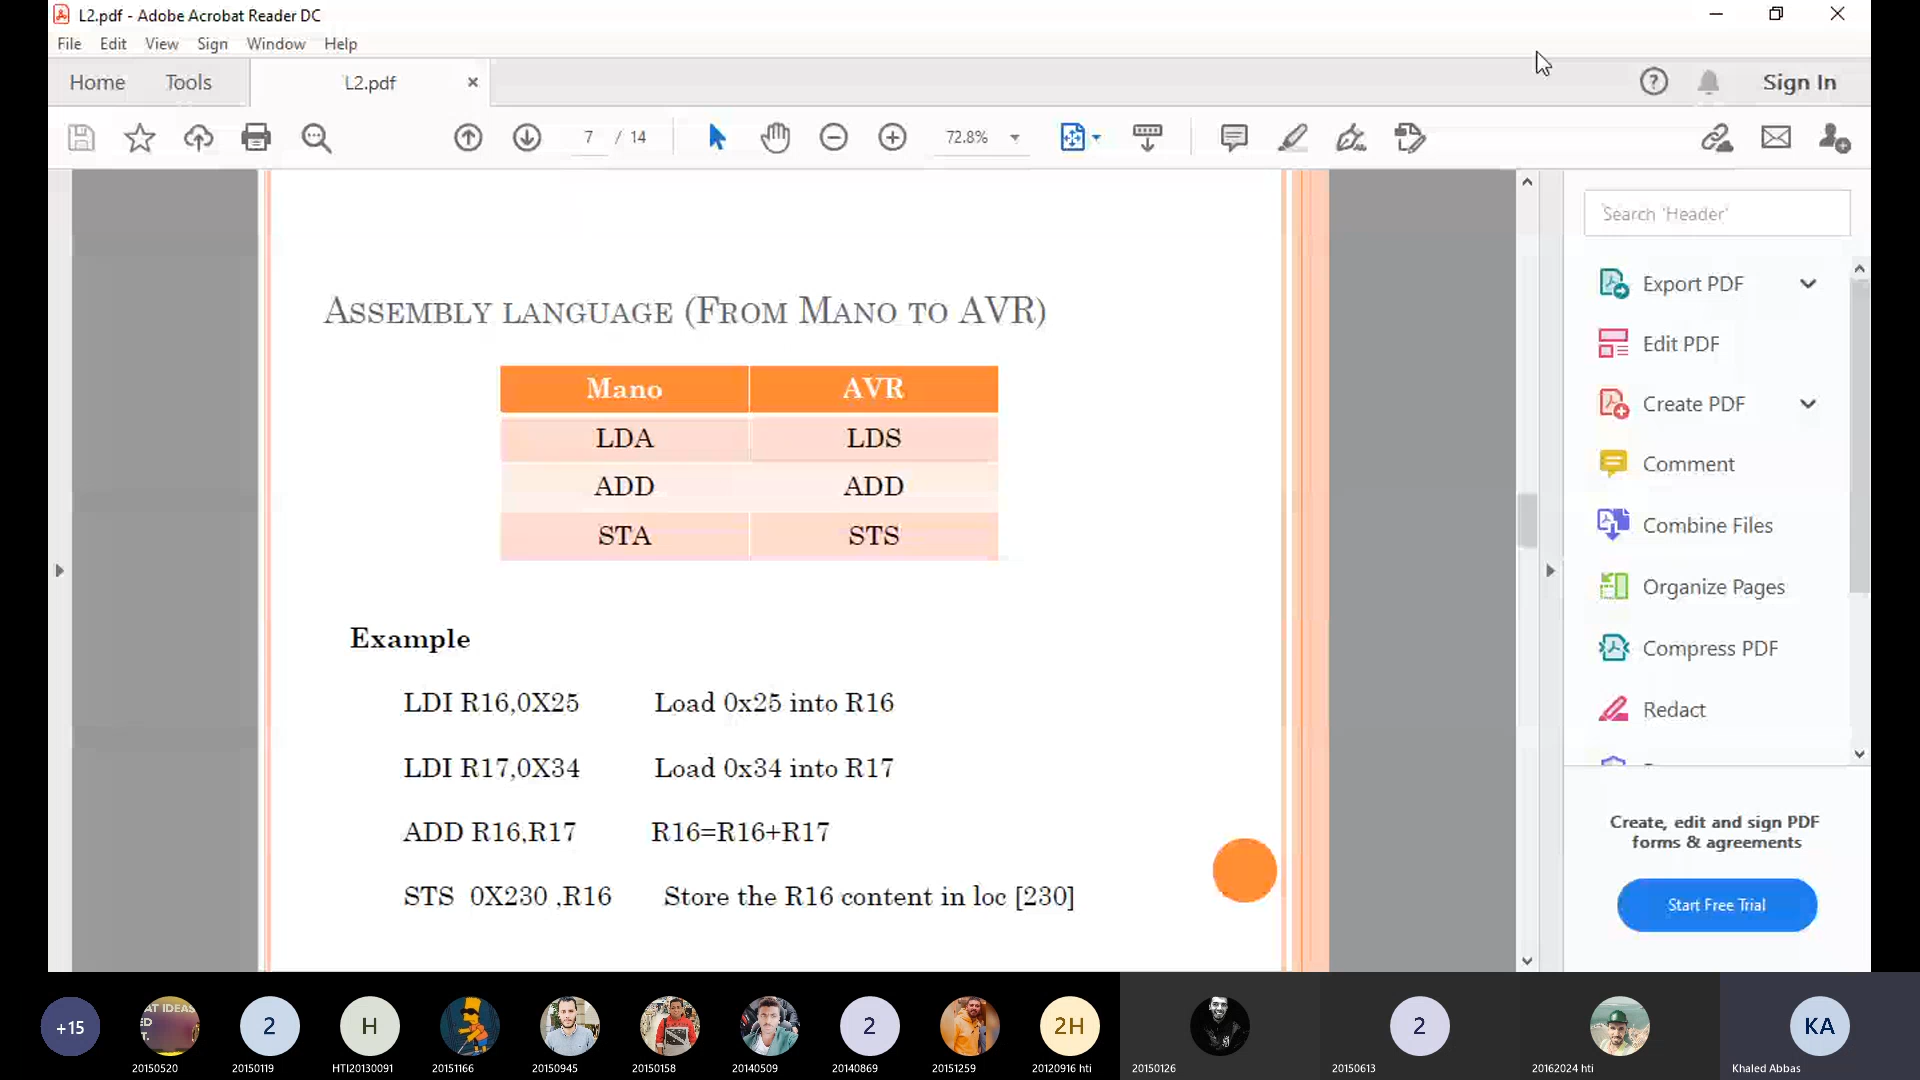 L2.pdf - Adobe Acrobat Reader DC
File Edit View Sign Window Help
Home Tools L2.pdf × Sign In
7 / 14 72.8%
Search 'Header'
Export PDF
Edit PDF
Create PDF
Comment
Combine Files
Organize Pages
Compress PDF
Redact
Create, edit and sign PDF
forms & agreements
Start Free Trial
ASSEMBLY LANGUAGE (FROM MANO TO AVR)
Mano AVR
LDA LDS
ADD ADD
STA STS
Example
LDI R16,0X25 Load 0x25 into R16
LDI R17,0X34 Load 0x34 into R17
ADD R16,R17 R16=R16+R17
STS 0X230 ,R16 Store the R16 content in loc [230]
+15 2 H 2 2H 2 KA
AT IDEAS
ED
T.
20150520 20150119 HTI20130091 20151166 20150945 20150158 20140509 20140869 20151259 20120916 hti 20150126 20150613 20162024 hti Khaled Abbas